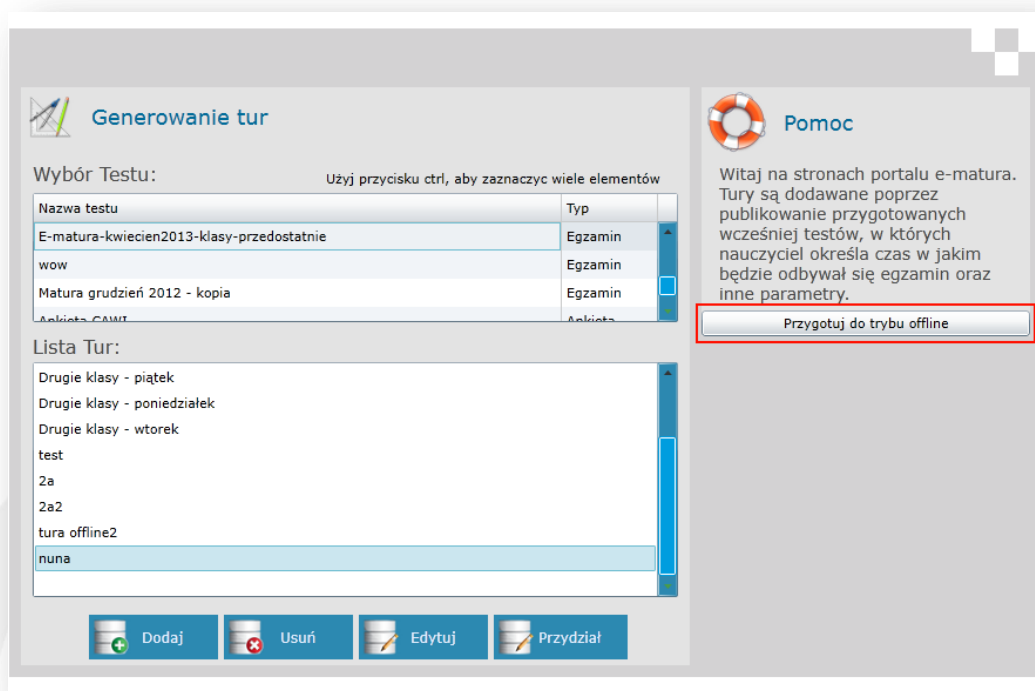 Generowanie tur
Wybór Testu:
Użyj przycisku ctrl, aby zaznaczyc wiele elementów
Nazwa testu Typ
E-matura-kwiecien2013-klasy-przedostatnie Egzamin
wow Egzamin
Matura grudzień 2012 - kopia Egzamin
Ankieta CAWI Ankieta
Lista Tur:
Drugie klasy - piątek
Drugie klasy - poniedziałek
Drugie klasy - wtorek
test
2a
2a2
tura offline2
nuna
Dodaj
Usuń
Edytuj
Przydział
Pomoc
Witaj na stronach portalu e-matura.
Tury są dodawane poprzez
publikowanie przygotowanych
wcześniej testów, w których
nauczyciel określa czas w jakim
będzie odbywał się egzamin oraz
inne parametry.
Przygotuj do trybu offline